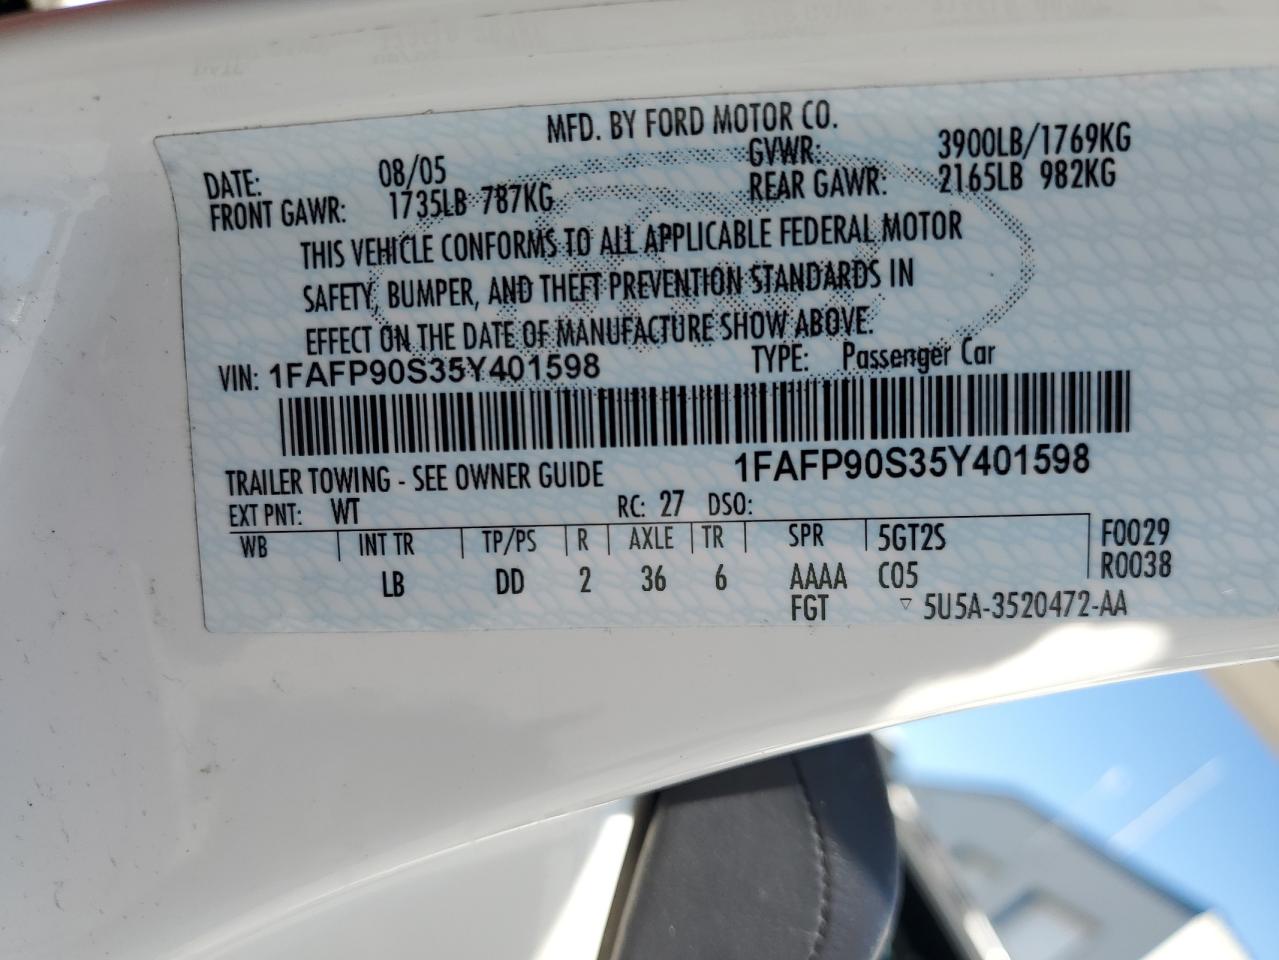 MFD. BY FORD MOTOR CO.
DATE: 08/05 GVWR: 3900LB/1769KG
FRONT GAWR: 1735LB 787KG REAR GAWR: 2165LB 982KG
THIS VEHICLE CONFORMS TO ALL APPLICABLE FEDERAL MOTOR
SAFETY, BUMPER, AND THEFT PREVENTION STANDARDS IN
EFFECT ON THE DATE OF MANUFACTURE SHOW ABOVE.
VIN: 1FAFP90S35Y401598 TYPE: Passenger Car
1FAFP90S35Y401598
TRAILER TOWING - SEE OWNER GUIDE
EXT PNT: WT RC: 27 DSO:
WB INT TR TP/PS R AXLE TR SPR 5GT2S F0029
LB DD 2 36 6 AAAA C05 R0038
FGT ▽ 5U5A-3520472-AA